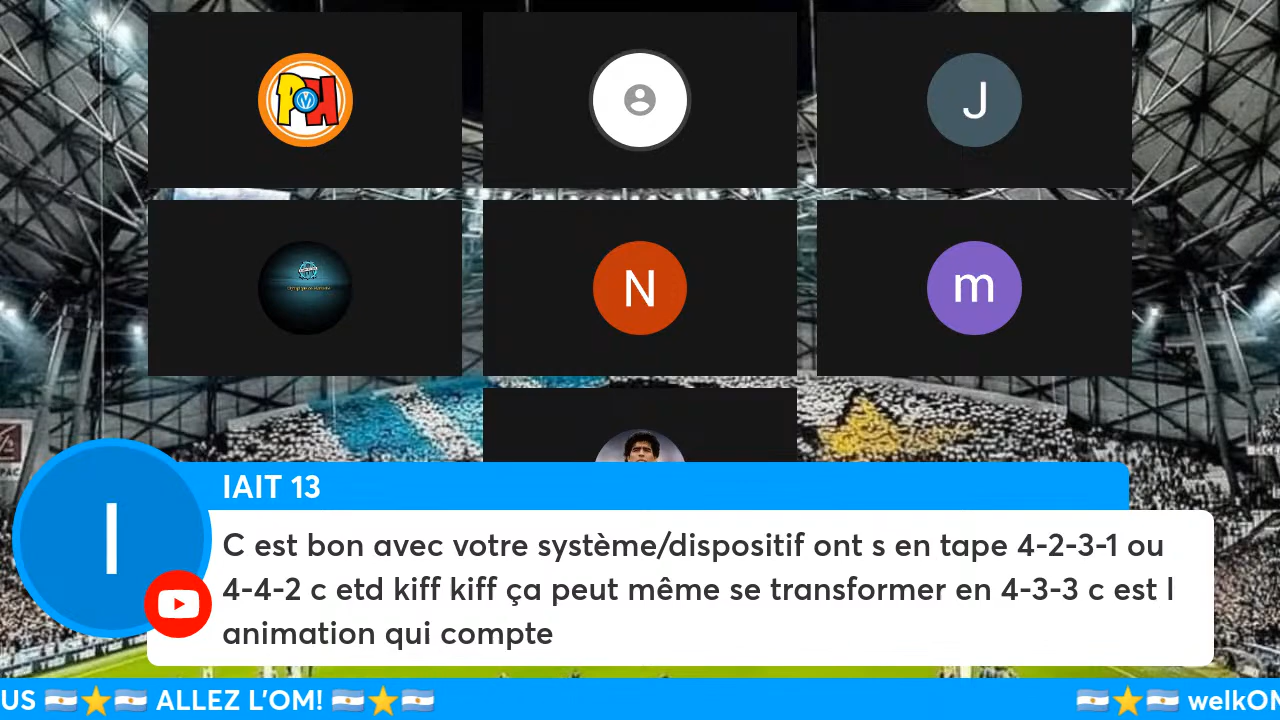 PH
J
N
m
PAC
I
IAIT 13
C est bon avec votre système/dispositif ont s en tape 4-2-3-1 ou
4-4-2 c etd kiff kiff ça peut même se transformer en 4-3-3 c est l
animation qui compte
US 🇦🇷⭐🇦🇷 ALLEZ L'OM! 🇦🇷⭐🇦🇷 🇦🇷⭐🇦🇷 welkOM